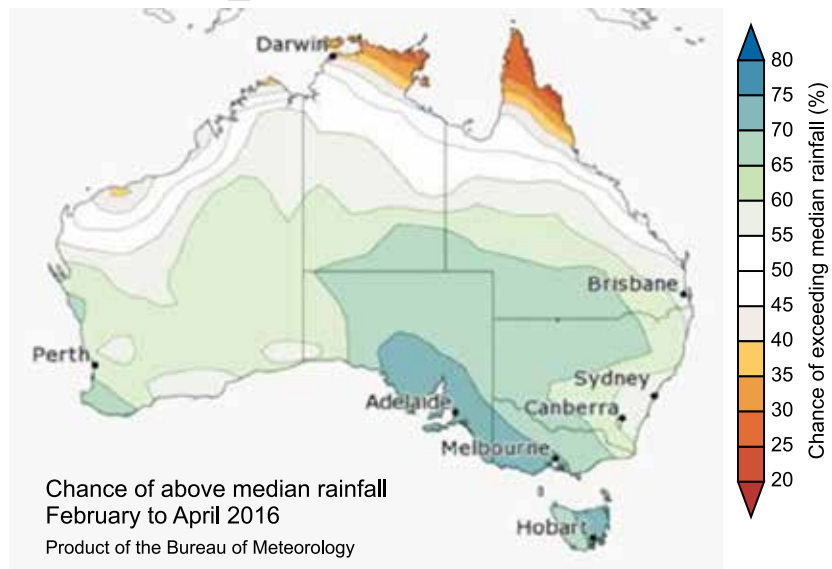 Darwin
Brisbane
Perth
Sydney
Adelaide
Canberra
Melbourne
Hobart
Chance of above median rainfall
February to April 2016
Product of the Bureau of Meteorology
80
75
70
65
60
55
50
45
40
35
30
25
20
Chance of exceeding median rainfall (%)